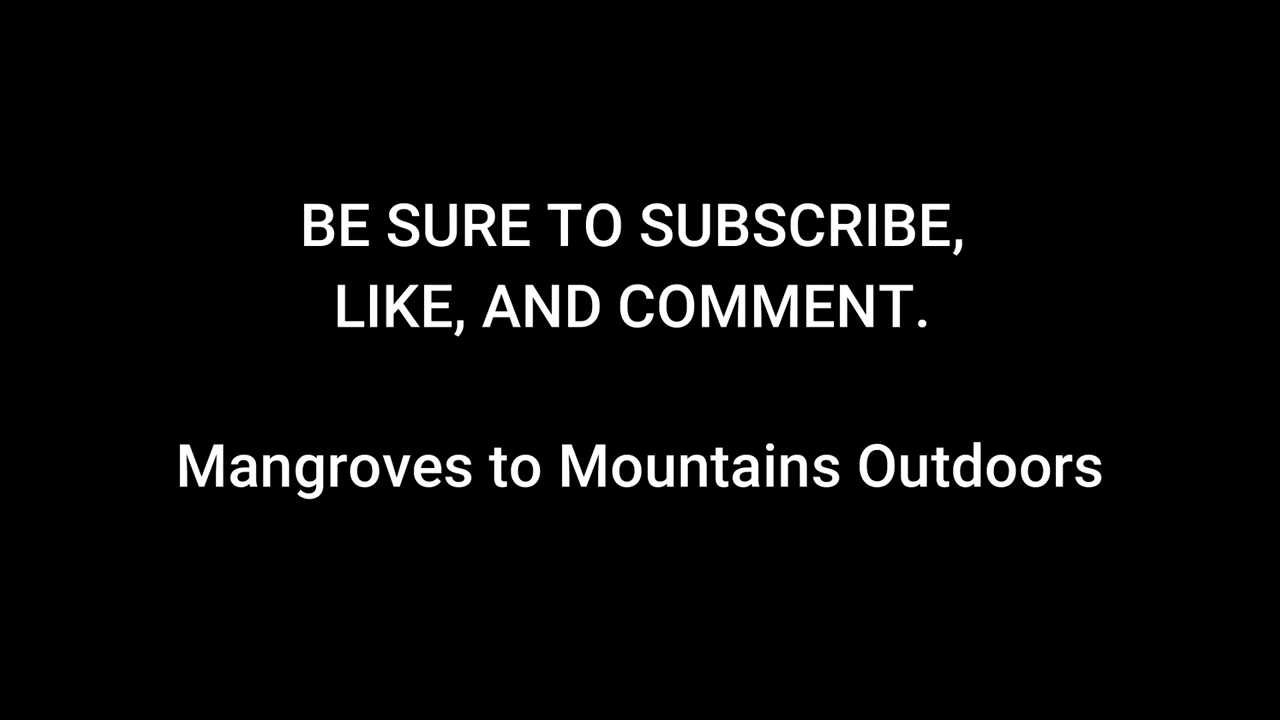 BE SURE TO SUBSCRIBE,
LIKE, AND COMMENT.
Mangroves to Mountains Outdoors